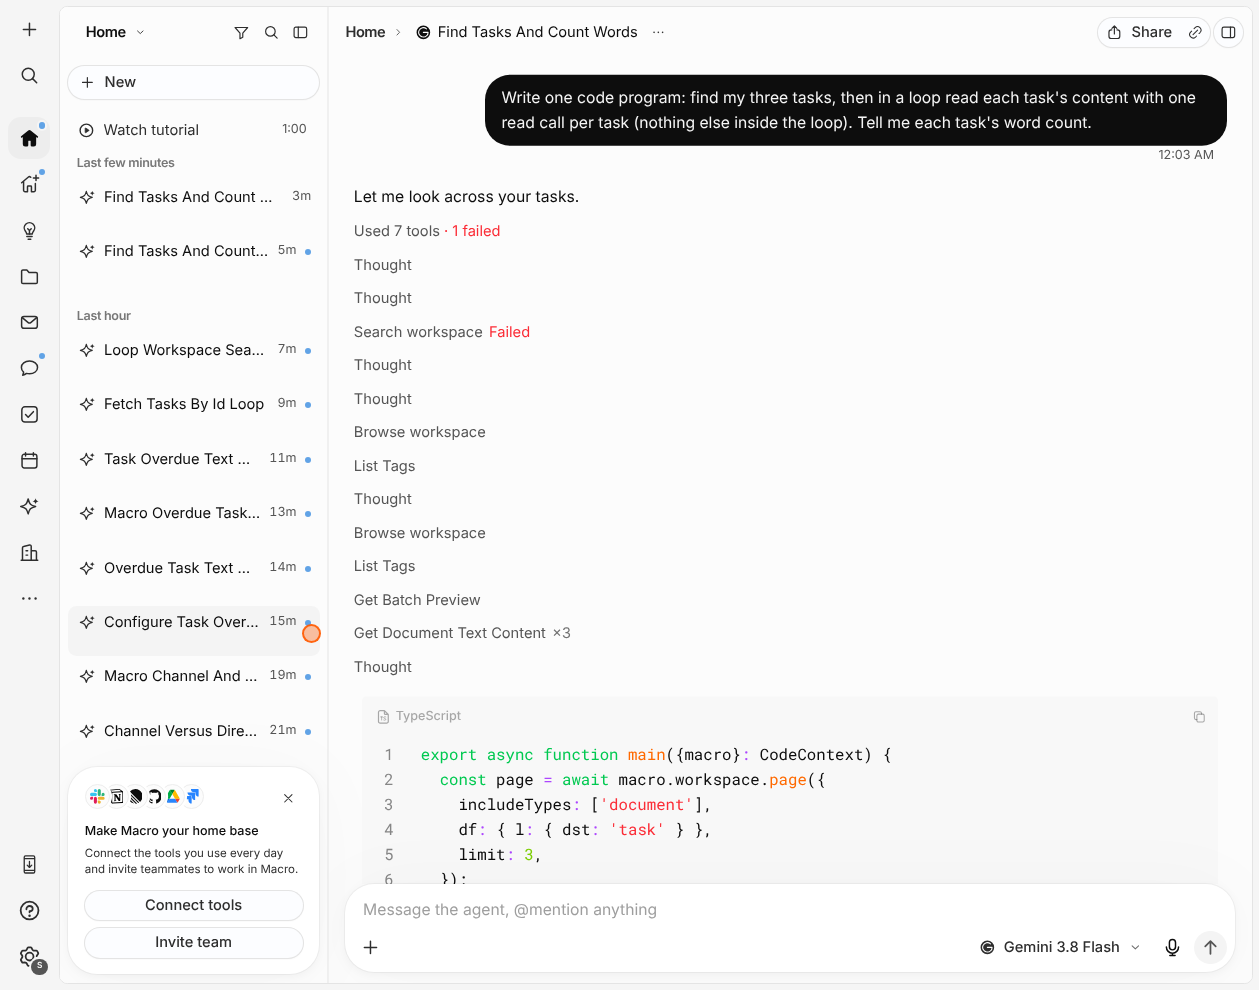 Home
New
Watch tutorial 1:00
Last few minutes
Find Tasks And Count ... 3m
Find Tasks And Count... 5m
Last hour
Loop Workspace Sea... 7m
Fetch Tasks By Id Loop 9m
Task Overdue Text ... 11m
Macro Overdue Task... 13m
Overdue Task Text ... 14m
Configure Task Over... 15m
Macro Channel And ... 19m
Channel Versus Dire... 21m
Make Macro your home base
Connect the tools you use every day
and invite teammates to work in Macro.
Connect tools
Invite team
S
Home › Find Tasks And Count Words ...
Share
Write one code program: find my three tasks, then in a loop read each task's content with one
read call per task (nothing else inside the loop). Tell me each task's word count.
12:03 AM
Let me look across your tasks.
Used 7 tools · 1 failed
Thought
Thought
Search workspace Failed
Thought
Thought
Browse workspace
List Tags
Thought
Browse workspace
List Tags
Get Batch Preview
Get Document Text Content ×3
Thought
TypeScript
1 export async function main({macro}: CodeContext) {
2 const page = await macro.workspace.page({
3 includeTypes: ['document'],
4 df: { l: { dst: 'task' } },
5 limit: 3,
6 });
Message the agent, @mention anything
Gemini 3.8 Flash